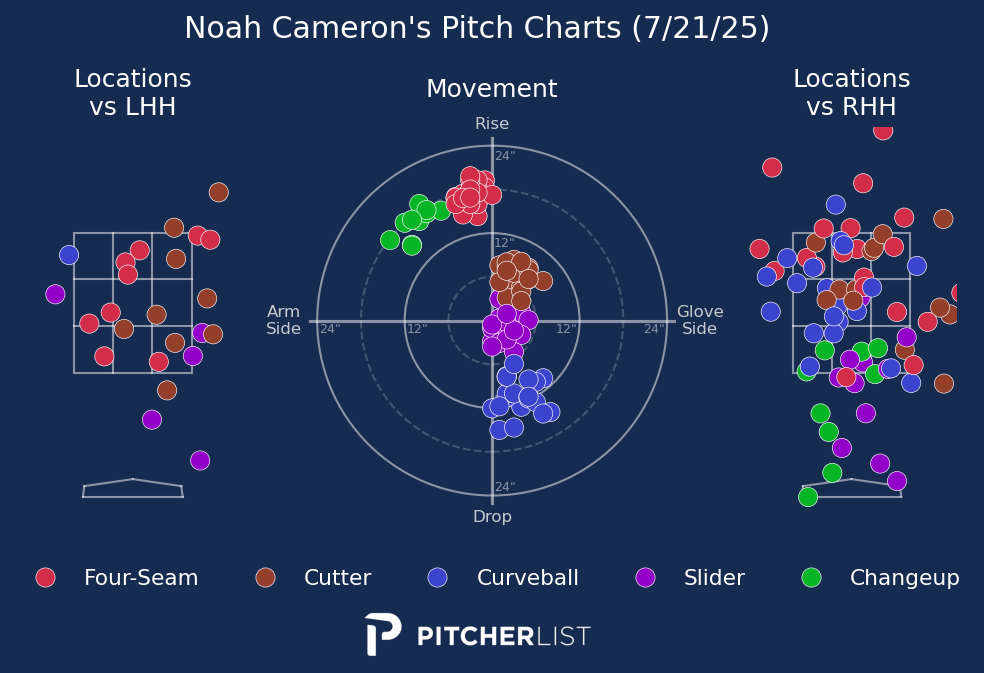 Noah Cameron's Pitch Charts (7/21/25)
Locations
vs LHH
Movement
Locations
vs RHH
Rise
24"
12"
Arm
Side
24"
12"
12"
24"
Glove
Side
24"
Drop
Four-Seam
Cutter
Curveball
Slider
Changeup
PITCHERLIST